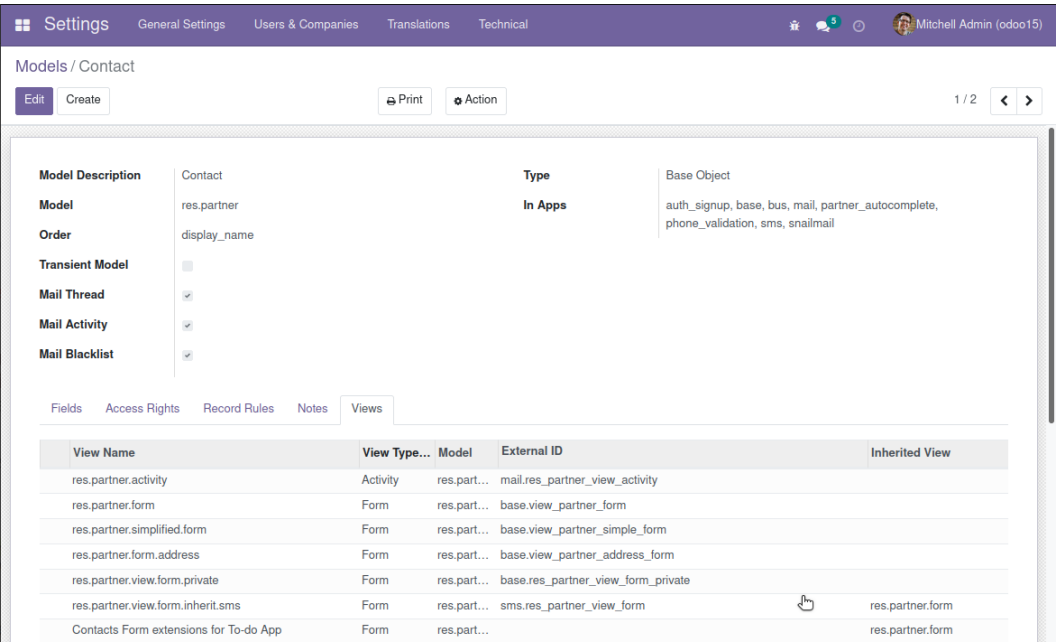 Settings General Settings Users & Companies Translations Technical 5 Mitchell Admin (odoo15)
Models / Contact
Edit Create Print Action 1 / 2
Model Description Contact Type Base Object
Model res.partner In Apps auth_signup, base, bus, mail, partner_autocomplete,
phone_validation, sms, snailmail
Order display_name
Transient Model
Mail Thread
Mail Activity
Mail Blacklist
Fields Access Rights Record Rules Notes Views
View Name View Type... Model External ID Inherited View
res.partner.activity Activity res.part... mail.res_partner_view_activity
res.partner.form Form res.part... base.view_partner_form
res.partner.simplified.form Form res.part... base.view_partner_simple_form
res.partner.form.address Form res.part... base.view_partner_address_form
res.partner.view.form.private Form res.part... base.res_partner_view_form_private
res.partner.view.form.inherit.sms Form res.part... sms.res_partner_view_form res.partner.form
Contacts Form extensions for To-do App Form res.part... res.partner.form